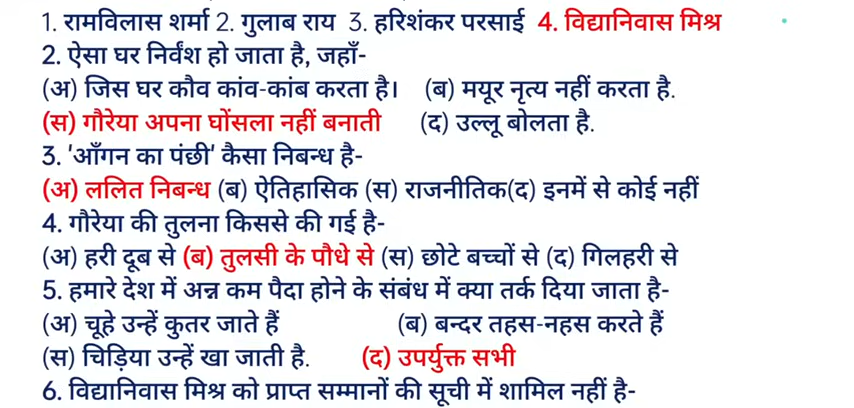 1. रामविलास शर्मा 2. गुलाब राय 3. हरिशंकर परसाई 4. विद्यानिवास मिश्र
2. ऐसा घर निर्वंश हो जाता है, जहाँ-
(अ) जिस घर कौव कांव-कांब करता है। (ब) मयूर नृत्य नहीं करता है.
(स) गौरेया अपना घोंसला नहीं बनाती (द) उल्लू बोलता है.
3. 'आँगन का पंछी' कैसा निबन्ध है-
(अ) ललित निबन्ध (ब) ऐतिहासिक (स) राजनीतिक(द) इनमें से कोई नहीं
4. गौरेया की तुलना किससे की गई है-
(अ) हरी दूब से (ब) तुलसी के पौधे से (स) छोटे बच्चों से (द) गिलहरी से
5. हमारे देश में अन्न कम पैदा होने के संबंध में क्या तर्क दिया जाता है-
(अ) चूहे उन्हें कुतर जाते हैं (ब) बन्दर तहस-नहस करते हैं
(स) चिड़िया उन्हें खा जाती है. (द) उपर्युक्त सभी
6. विद्यानिवास मिश्र को प्राप्त सम्मानों की सूची में शामिल नहीं है-